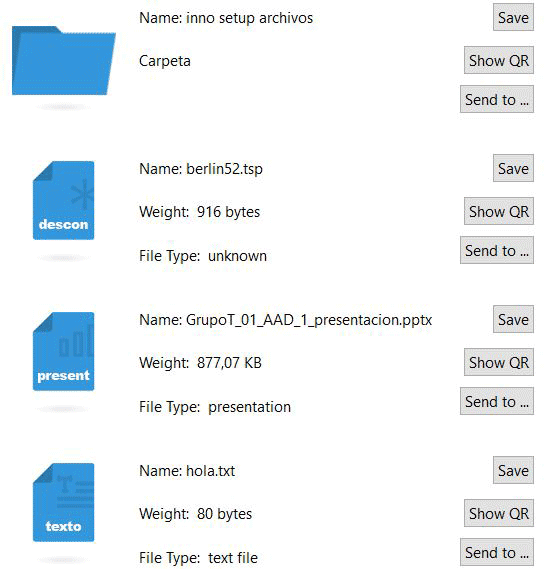 Name: inno setup archivos
Save
Carpeta
Show QR
Send to ...
Name: berlin52.tsp
Save
descon
Weight: 916 bytes
Show QR
File Type: unknown
Send to ...
Name: GrupoT_01_AAD_1_presentacion.pptx
Save
present
Weight: 877,07 KB
Show QR
File Type: presentation
Send to ...
Name: hola.txt
Save
texto
Weight: 80 bytes
Show QR
File Type: text file
Send to ...